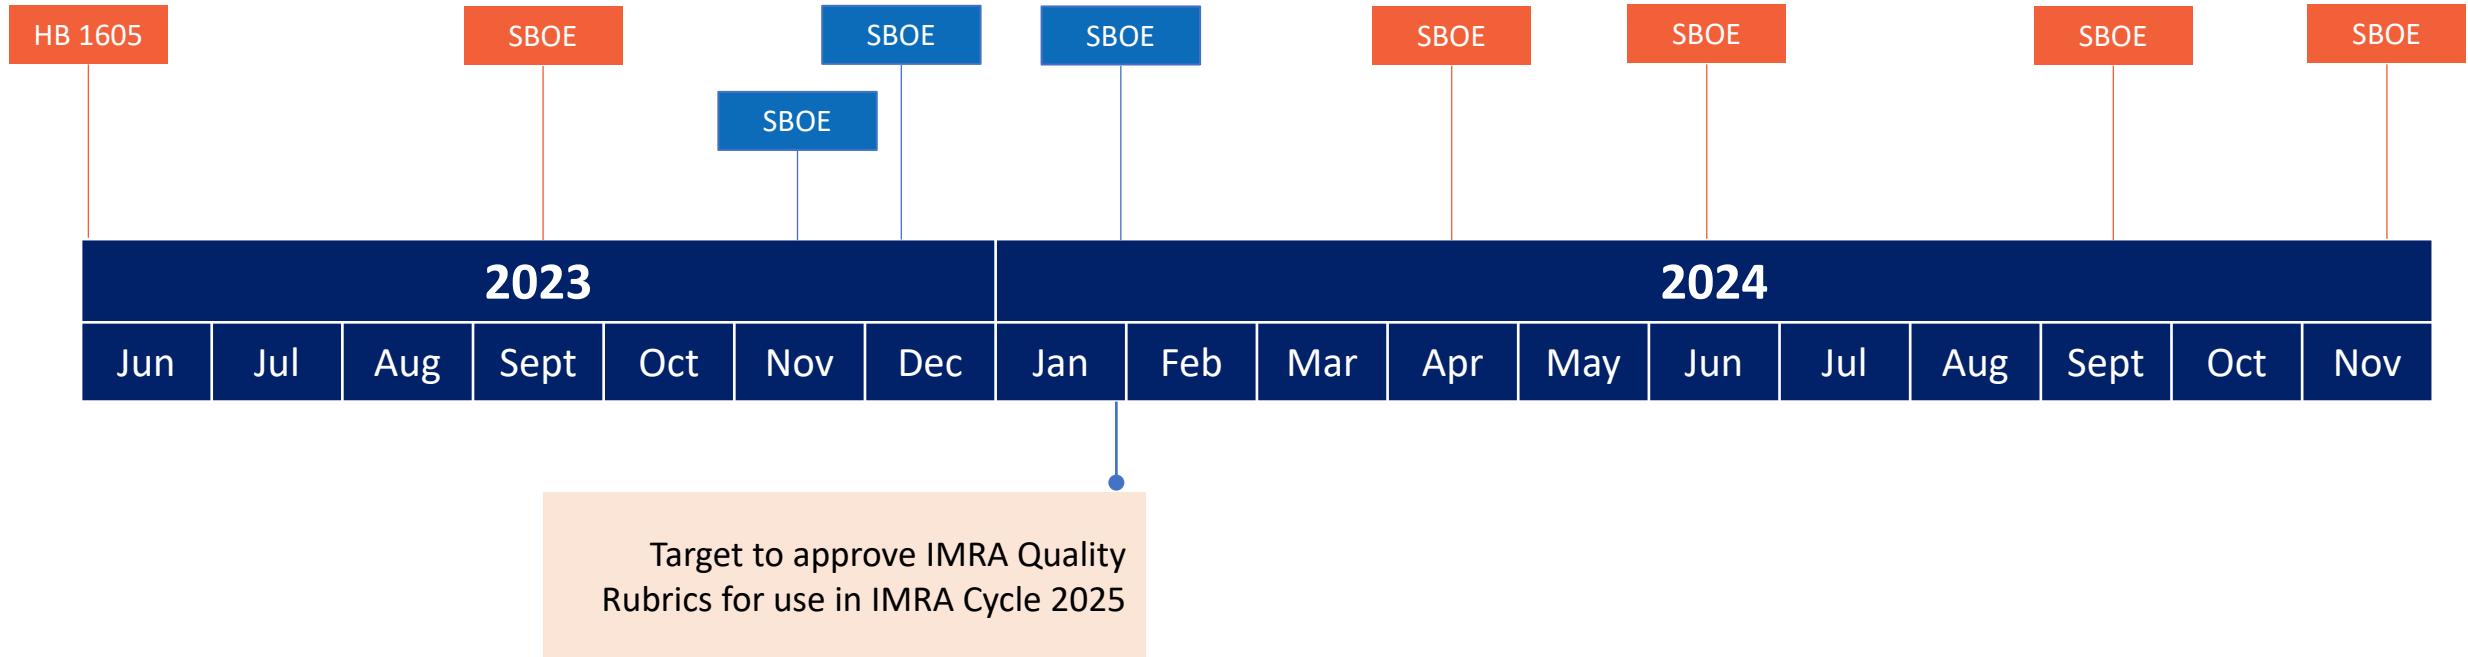 HB 1605
SBOE
SBOE
SBOE
SBOE
SBOE
SBOE
SBOE
SBOE
2023
2024
Jun
Jul
Aug
Sept
Oct
Nov
Dec
Jan
Feb
Mar
Apr
May
Jun
Jul
Aug
Sept
Oct
Nov
Target to approve IMRA Quality
Rubrics for use in IMRA Cycle 2025